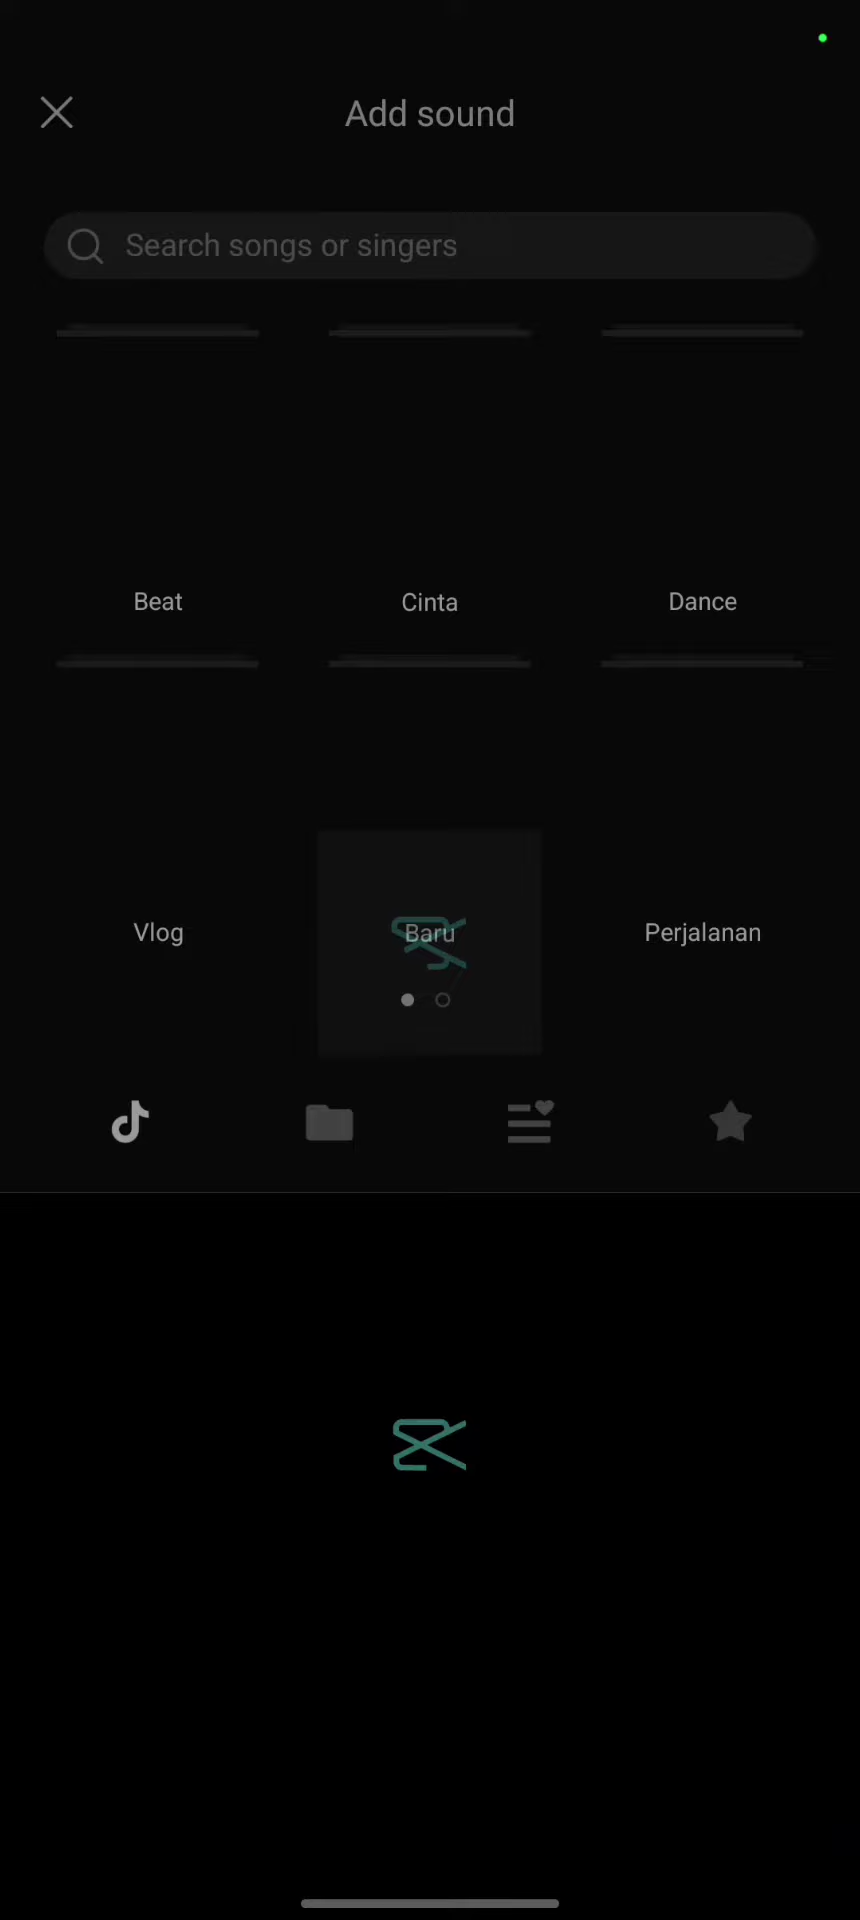 Add sound
Search songs or singers
Beat
Cinta
Dance
Vlog
Baru
Perjalanan